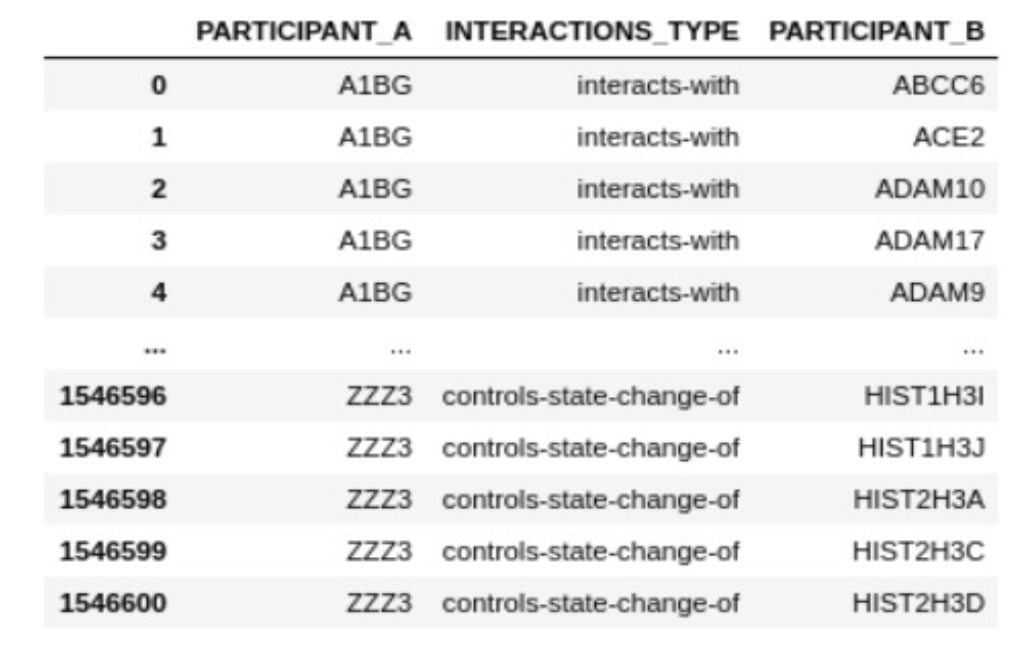 PARTICIPANT_A INTERACTIONS_TYPE PARTICIPANT_B
0 A1BG interacts-with ABCC6
1 A1BG interacts-with ACE2
2 A1BG interacts-with ADAM10
3 A1BG interacts-with ADAM17
4 A1BG interacts-with ADAM9
... ... ... ...
1546596 ZZZ3 controls-state-change-of HIST1H3I
1546597 ZZZ3 controls-state-change-of HIST1H3J
1546598 ZZZ3 controls-state-change-of HIST2H3A
1546599 ZZZ3 controls-state-change-of HIST2H3C
1546600 ZZZ3 controls-state-change-of HIST2H3D